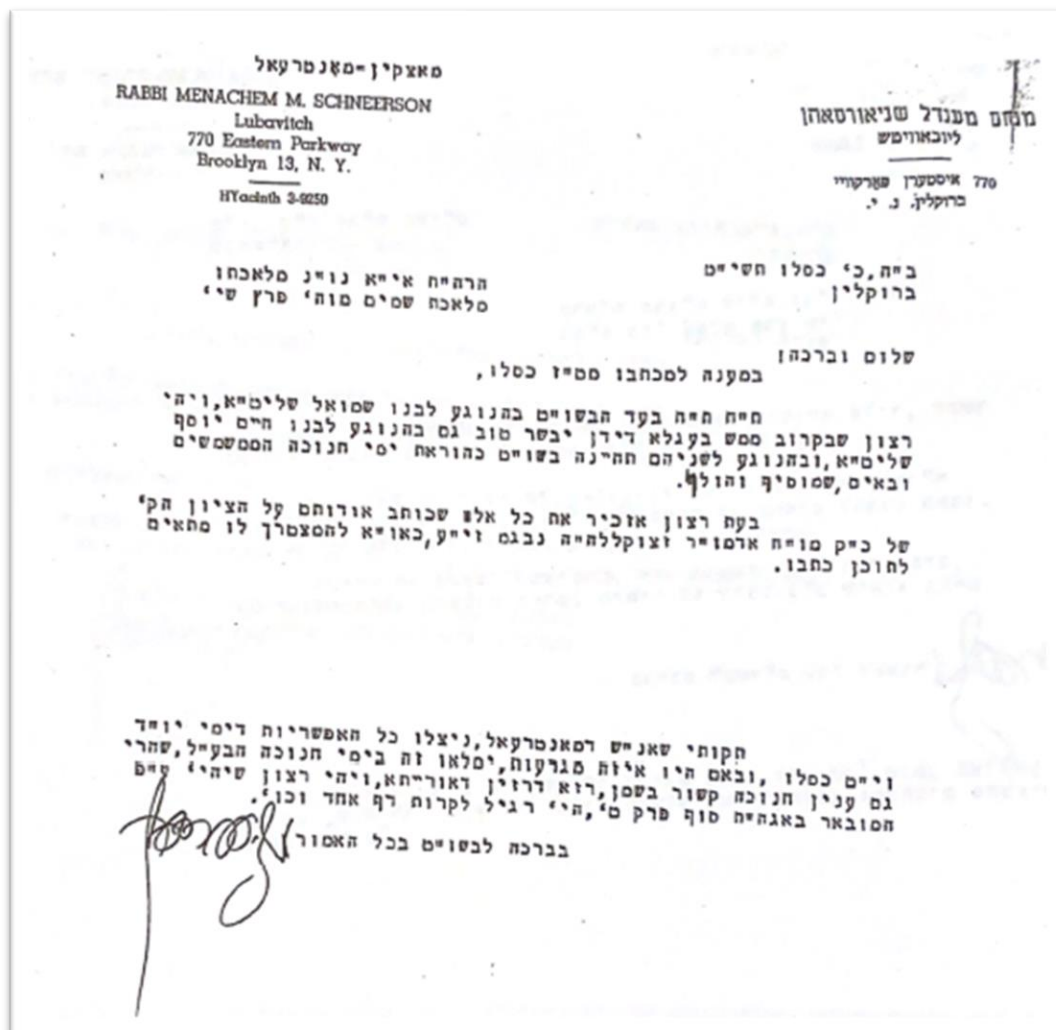 מאצקין-מאָנטרעאל
RABBI MENACHEM M. SCHNEERSON
Lubavitch
770 Eastern Parkway
Brooklyn 13, N. Y.
HYacinth 3-9250
מנחם מענדל שניאורסאהן
ליובאוויטש
770 איסטערן פּאַרקוויי
ברוקלין, נ. י.
ב"ה, כ' כסלו תשי"ט
ברוקלין
הרה"ח אי"א נו"נ מלאכתו
מלאכת שמים מוה' פרץ שי'
שלום וברכה!
במענה למכתבו מט"ז כסלו,
ת"ח ת"ח בעד הבשו"ט בהנוגע לבנו שמואל שליט"א, ויהי
רצון שבקרוב ממש בעגלא דידן יבשר טוב גם בהנוגע לבנו חיים יוסף
שליט"א, ובהנוגע לשניהם תהי'נה בשו"ט כהוראת ימי חנוכה הממשמשים
ובאים, שמוסיף והולך.
בעת רצון אזכיר את כל אלה שכותב אודותם על הציון הק'
של כ"ק מו"ח אדמו"ר זצוקללה"ה נבגמ זי"ע, כאו"א להמצטרך לו מתאים
לתוכן כתבו.
תקותי שאנ"ש דמאנטרעאל, ניצלו כל האפשריות דימי יו"ד
וי"ט כסלו, ובאם היו איזה מגרעות, ימלאו זה בימי חנוכה הבע"ל, שהרי
גם ענין חנוכה קשור בשמן, רזא דרזין דאורייתא, ויהי רצון שיהי' ע"ם
המבואר באגה"ת סוף פרק ט', הי' רגיל לקרות דף אחד וכו'.
בברכה לבשו"ט בכל האמור